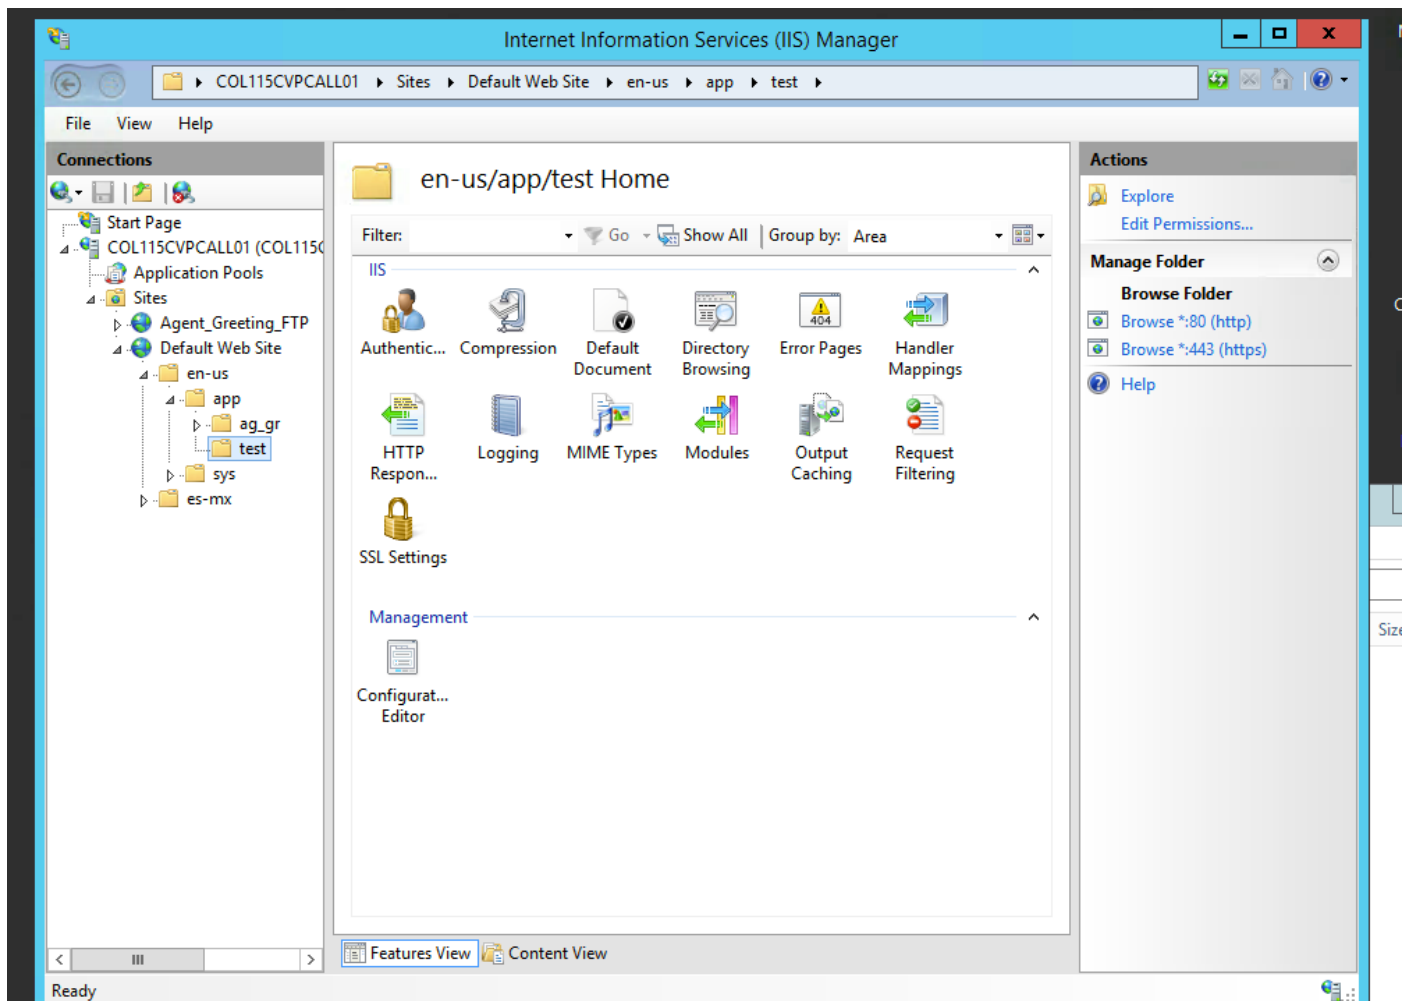 Internet Information Services (IIS) Manager
COL115CVPCALL01 Sites Default Web Site en-us app test
File View Help
Connections
Start Page
COL115CVPCALL01 (COL115C
Application Pools
Sites
Agent_Greeting_FTP
Default Web Site
en-us
app
ag_gr
test
sys
es-mx
en-us/app/test Home
Filter: Go Show All Group by: Area
IIS
Authentic... Compression Default Document Directory Browsing Error Pages Handler Mappings
HTTP Respon... Logging MIME Types Modules Output Caching Request Filtering
SSL Settings
Management
Configurat... Editor
Features View Content View
Actions
Explore
Edit Permissions...
Manage Folder
Browse Folder
Browse *:80 (http)
Browse *:443 (https)
Help
Size
Ready